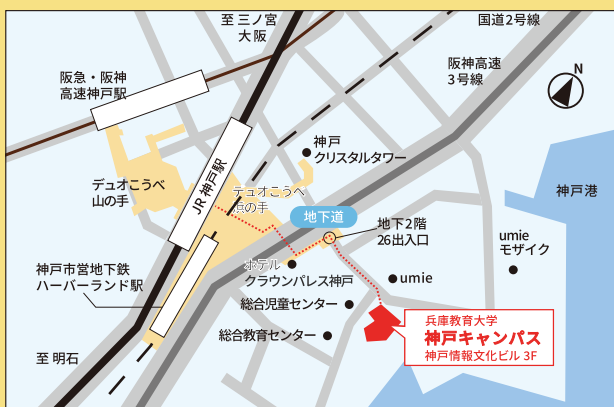 至 三ノ宮
大 阪
国道2号線
阪急・阪神
高速神戸駅
阪神高速
3号線
N
神戸
クリスタルタワー
JR 神戸駅
デュオこうべ
山の手
デュオこうべ
浜の手
神戸港
地下道
地下2階
26出入口
umie
モザイク
神戸市営地下鉄
ハーバーランド駅
ホテル
クラウンパレス神戸
umie
総合児童センター
総合教育センター
兵庫教育大学
神戸キャンパス
神戸情報文化ビル 3F
至 明石